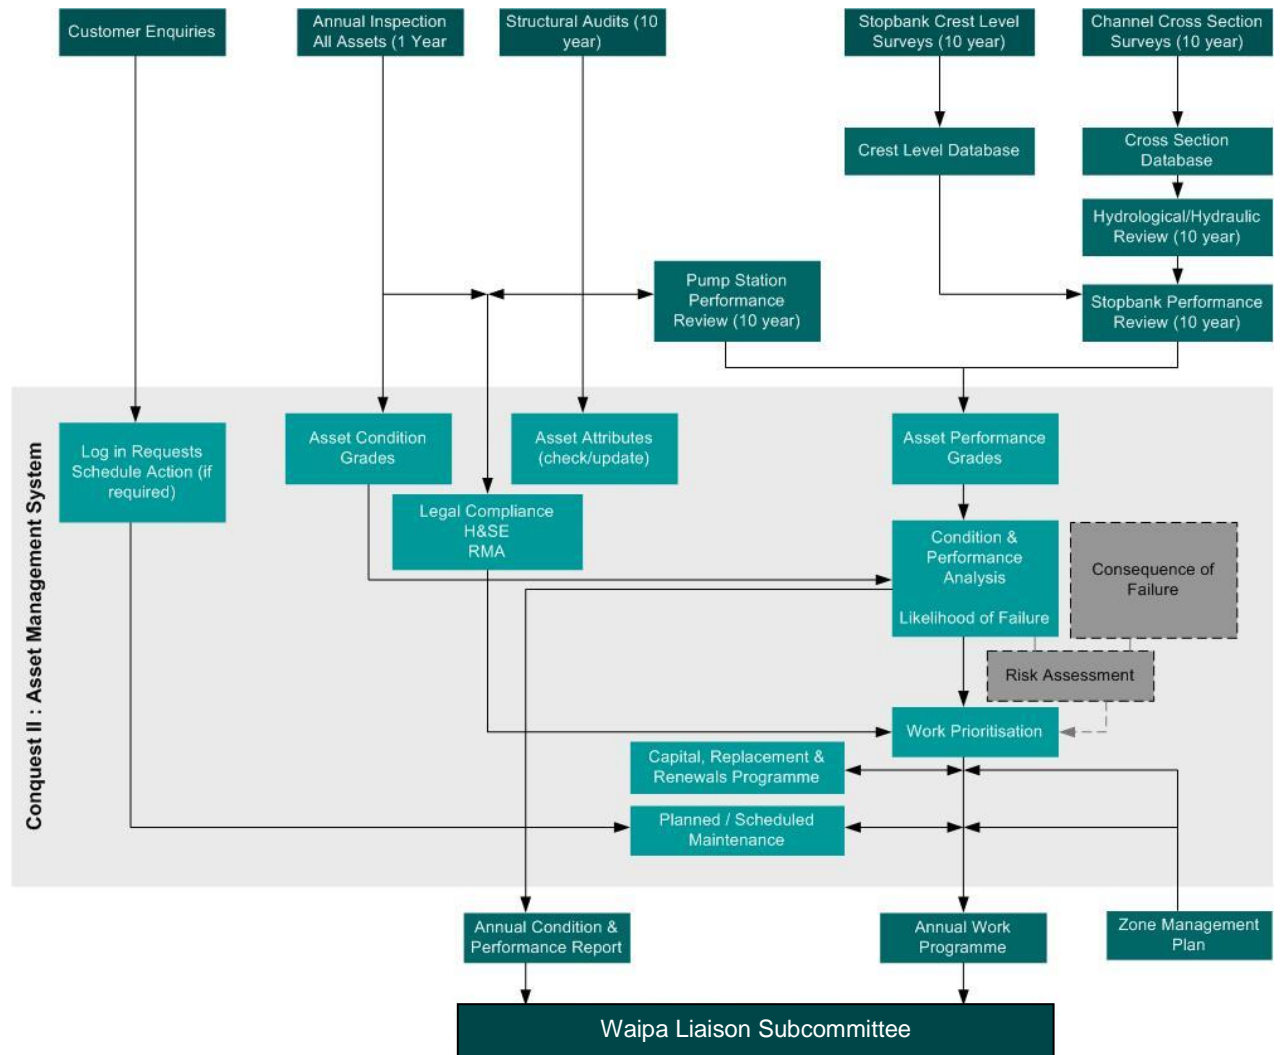 Customer Enquiries
Annual Inspection
All Assets (1 Year
Structural Audits (10
year)
Stopbank Crest Level
Surveys (10 year)
Channel Cross Section
Surveys (10 year)
Crest Level Database
Cross Section
Database
Hydrological/Hydraulic
Review (10 year)
Pump Station
Performance
Review (10 year)
Stopbank Performance
Review (10 year)
Conquest II : Asset Management System
Log in Requests
Schedule Action (if
required)
Asset Condition
Grades
Asset Attributes
(check/update)
Asset Performance
Grades
Legal Compliance
H&SE
RMA
Condition &
Performance
Analysis
Likelihood of Failure
Consequence of
Failure
Risk Assessment
Work Prioritisation
Capital, Replacement &
Renewals Programme
Planned / Scheduled
Maintenance
Annual Condition &
Performance Report
Annual Work
Programme
Zone Management
Plan
Waipa Liaison Subcommittee